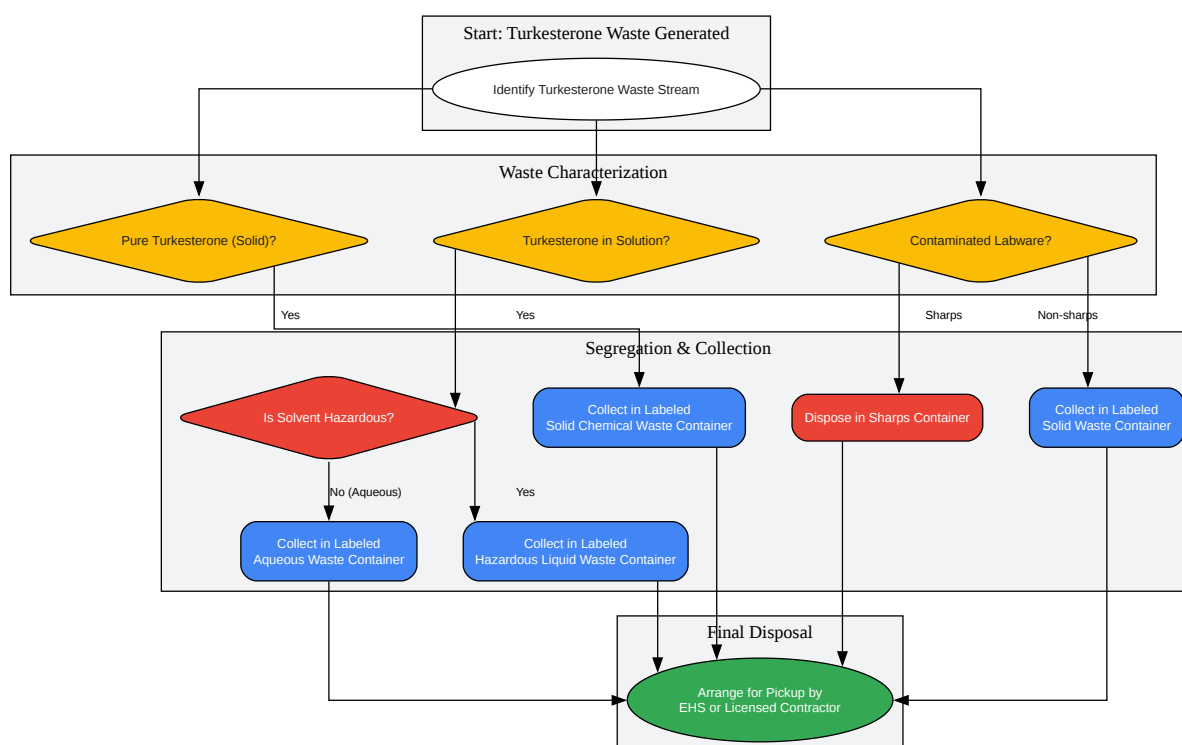 Start: Turkesterone Waste Generated
Identify Turkesterone Waste Stream
Waste Characterization
Pure Turkesterone (Solid)?
Turkesterone in Solution?
Contaminated Labware?
Yes
Yes
Sharps
Non-sharps
Segregation & Collection
Is Solvent Hazardous?
Collect in Labeled
Solid Chemical Waste Container
Dispose in Sharps Container
Collect in Labeled
Solid Waste Container
No (Aqueous)
Yes
Collect in Labeled
Aqueous Waste Container
Collect in Labeled
Hazardous Liquid Waste Container
Final Disposal
Arrange for Pickup by
EHS or Licensed Contractor